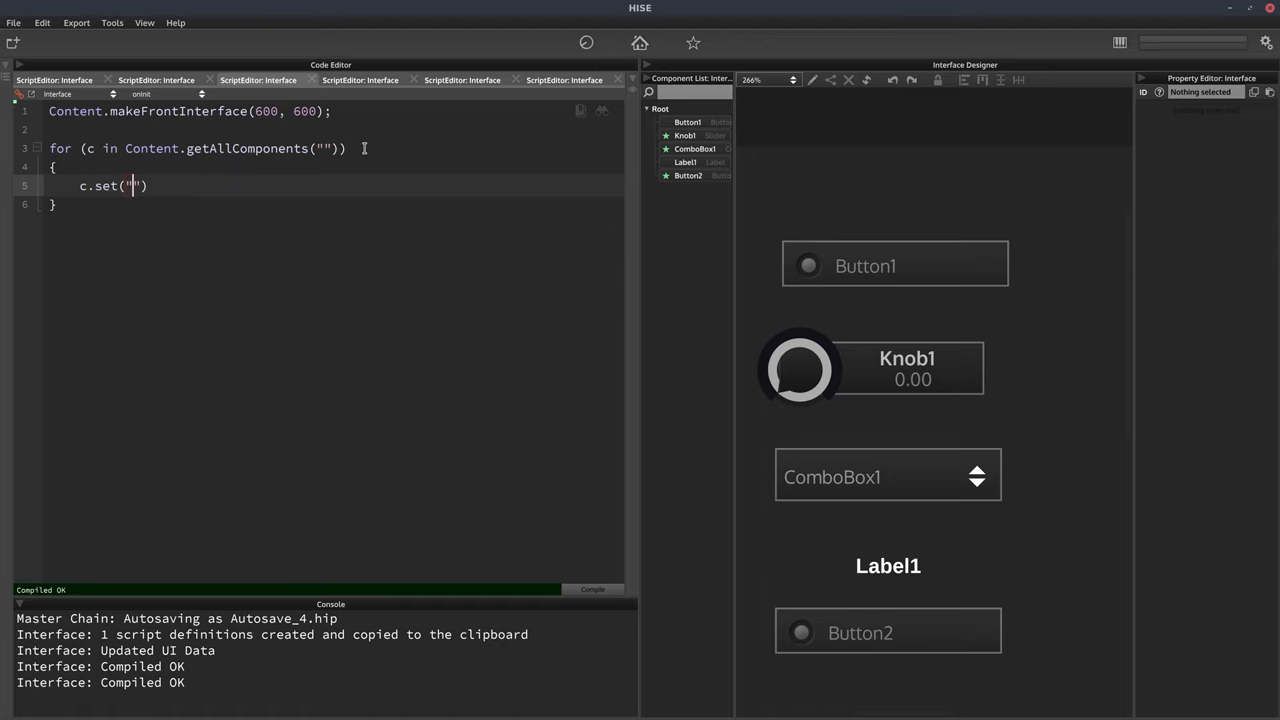 HISE
File Edit Export Tools View Help
Code Editor
Interface Designer
ScriptEditor: Interface ScriptEditor: Interface ScriptEditor: Interface ScriptEditor: Interface ScriptEditor: Interface ScriptEditor: Interface
Component List: Inter...
266%
Property Editor: Interface
Interface onInit
ID Nothing selected
1 Content.makeFrontInterface(600, 600);
2
3 for (c in Content.getAllComponents(""))
4 {
5 c.set("")
6 }
Root
Button1
Knob1 Slider
ComboBox1
Label1 Label
Button2
Button1
Knob1
0.00
ComboBox1
Label1
Button2
Compiled OK
Compile
Console
Master Chain: Autosaving as Autosave_4.hip
Interface: 1 script definitions created and copied to the clipboard
Interface: Updated UI Data
Interface: Compiled OK
Interface: Compiled OK